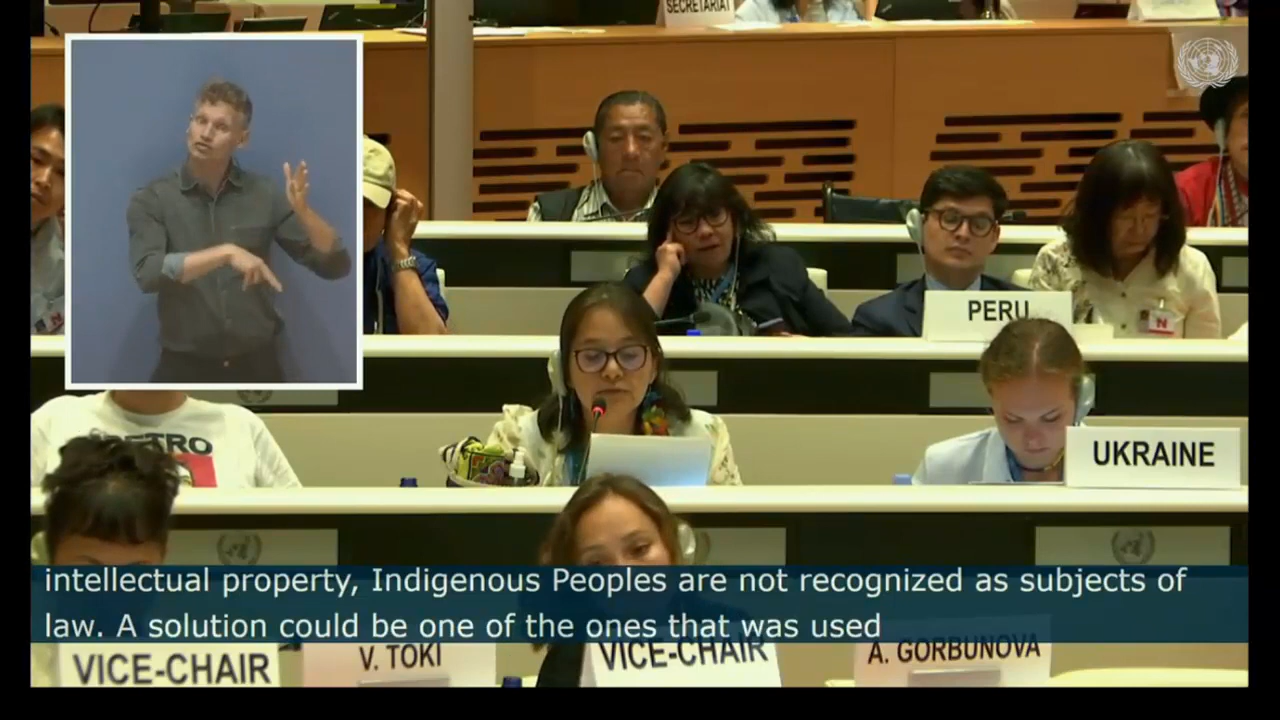 SECRETARIAT
PERU
UKRAINE
intellectual property, Indigenous Peoples are not recognized as subjects of
law. A solution could be one of the ones that was used
VICE-CHAIR
V. TOKI
VICE-CHAIR
A. GORBUNOVA